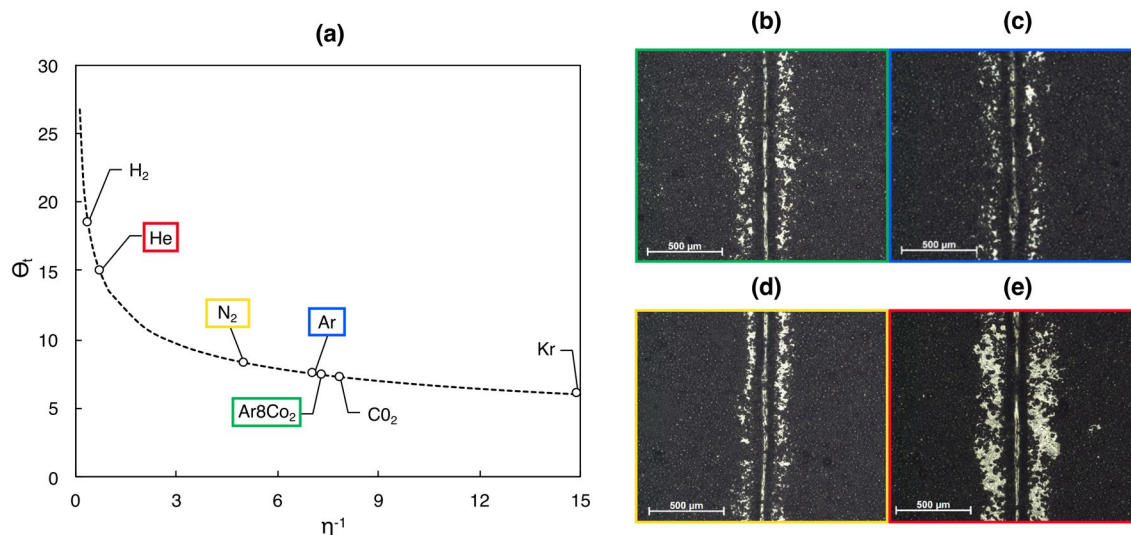 (a)
30
25
20
15
10
5
0
Θt
H₂
He
N₂
Ar
Ar8Co₂
C0₂
Kr
0 3 6 9 12 15
η⁻¹
(b)
500 µm
(c)
500 µm
(d)
500 µm
(e)
500 µm